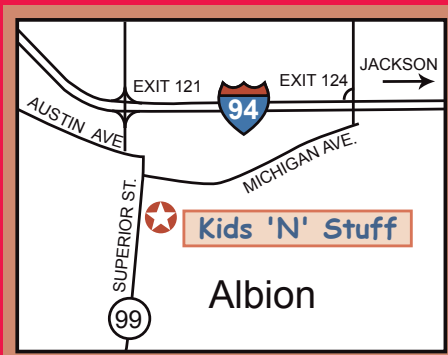 EXIT 121
94
EXIT 124
JACKSON
AUSTIN AVE
MICHIGAN AVE.
SUPERIOR ST.
Kids 'N' Stuff
Albion
99